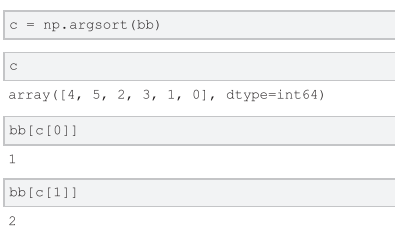 c = np.argsort(bb)
c
array([4, 5, 2, 3, 1, 0], dtype=int64)
bb[c[0]]
1
bb[c[1]]
2